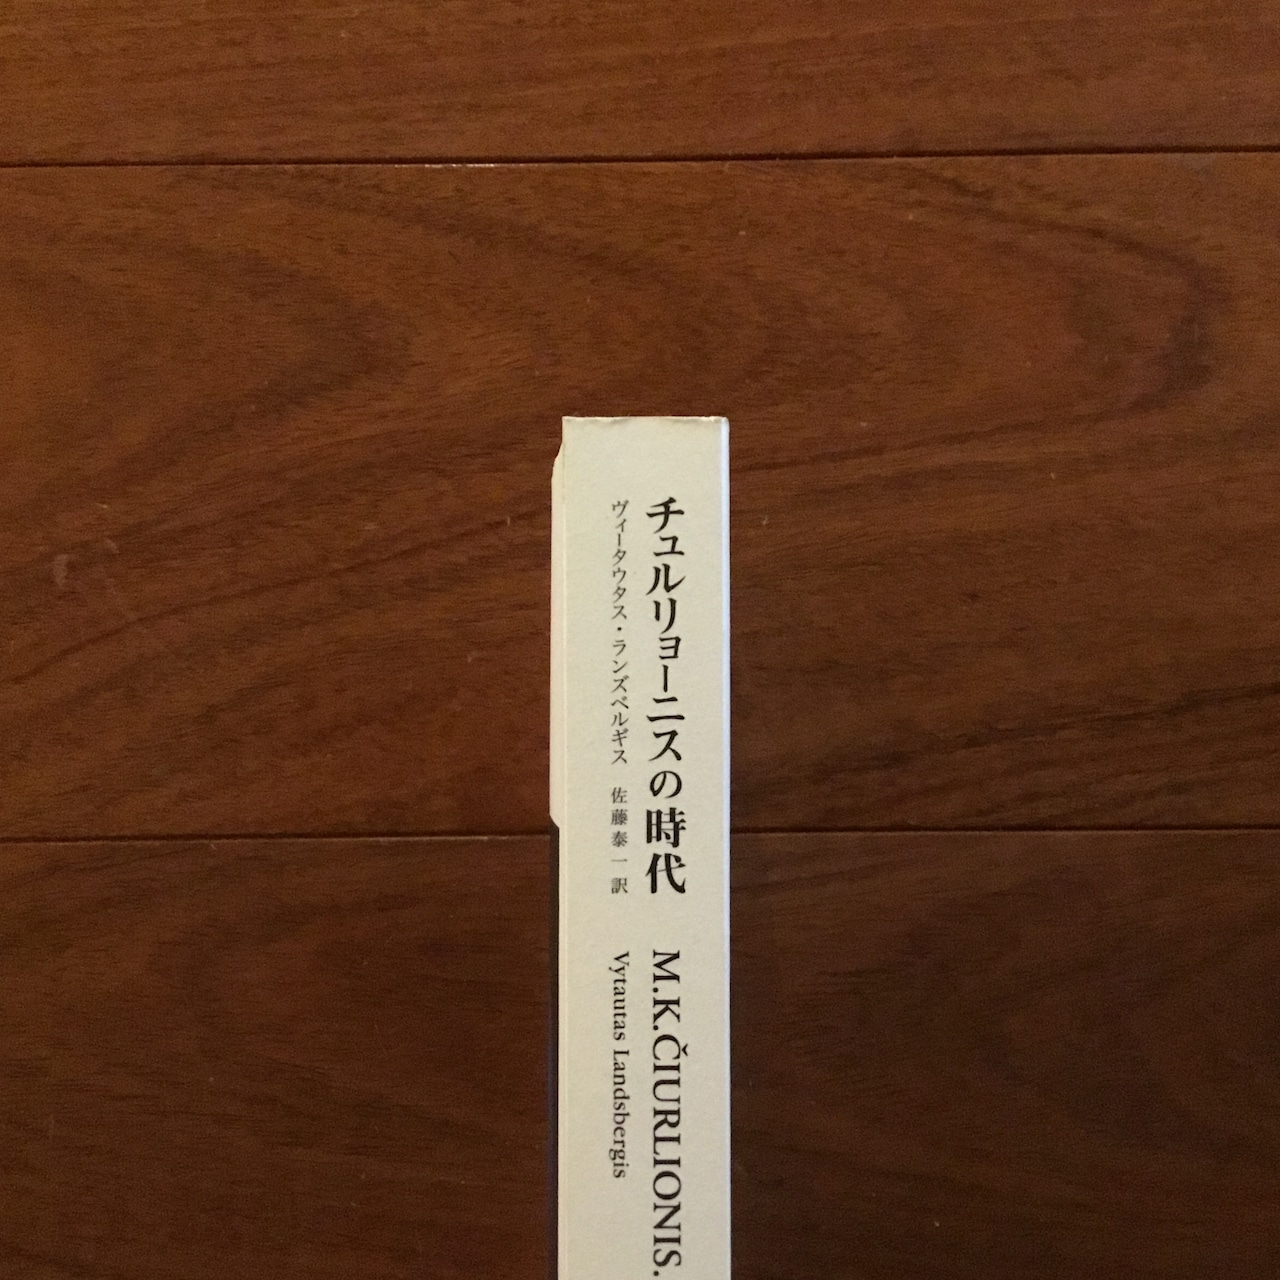 チュルリョーニスの時代 M.K.ČIURLIONIS.
ヴィータウタス・ランズベルギス 佐藤泰一 訳 Vytautas Landsbergis